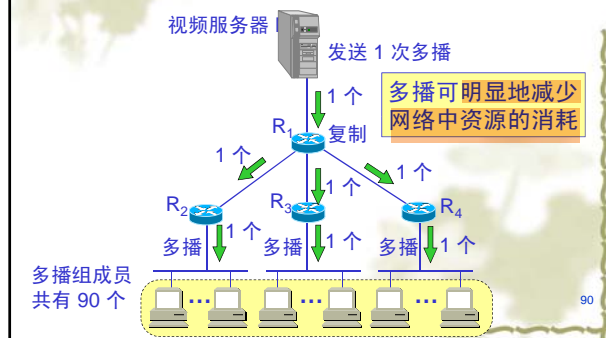 视频服务器
发送 1 次多播
1 个
多播可明显地减少
网络中资源的消耗
R1
复制
1 个
1 个
1 个
R2
R3
R4
多播
1 个
多播
1 个
多播
1 个
多播组成员
共有 90 个
…
…
…
90